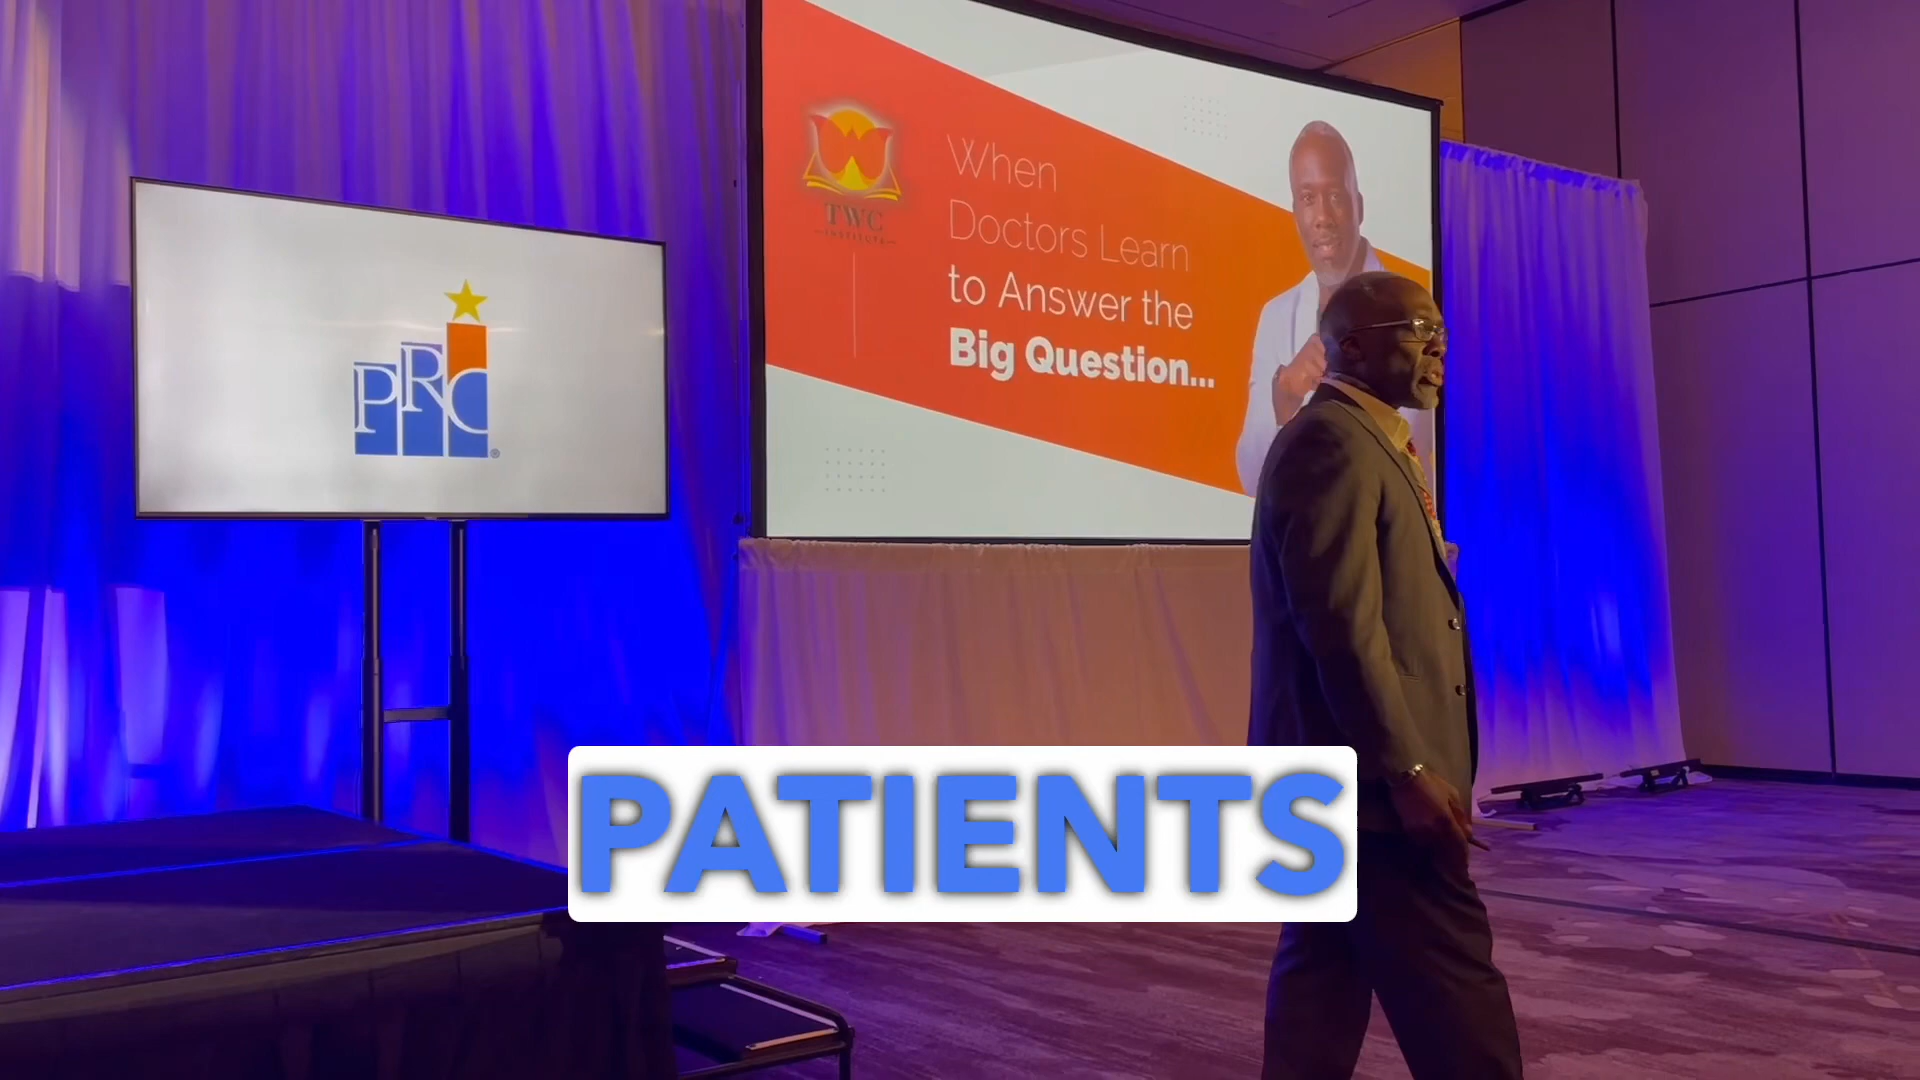 PRC
®
TWC
INSTITUTE
When
Doctors Learn
to Answer the
Big Question...
PATIENTS